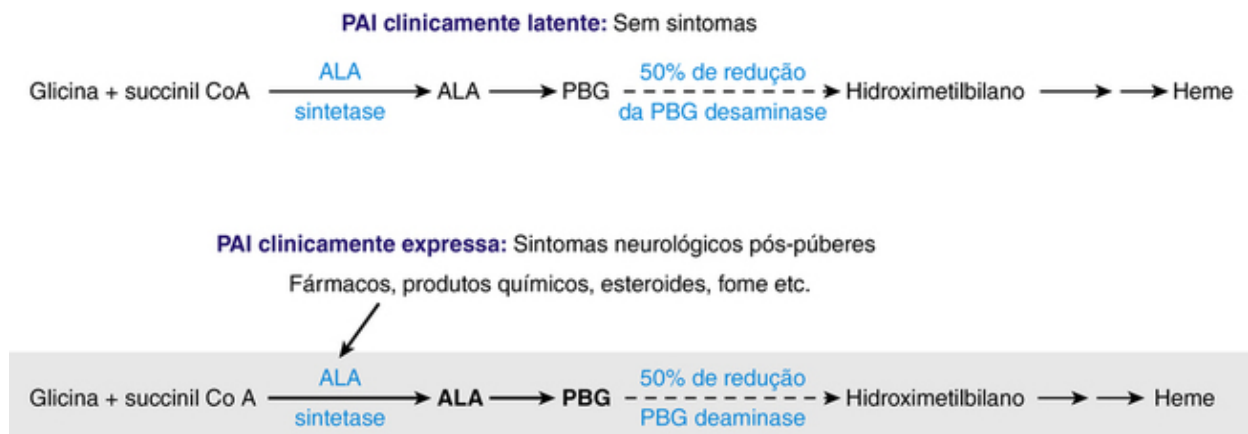 PAI clinicamente latente: Sem sintomas
Glicina + succinil CoA ALA sintetase ALA PBG 50% de redução da PBG desaminase Hidroximetilbilano Heme
PAI clinicamente expressa: Sintomas neurológicos pós-púberes
Fármacos, produtos químicos, esteroides, fome etc.
Glicina + succinil Co A ALA sintetase ALA PBG 50% de redução PBG deaminase Hidroximetilbilano Heme